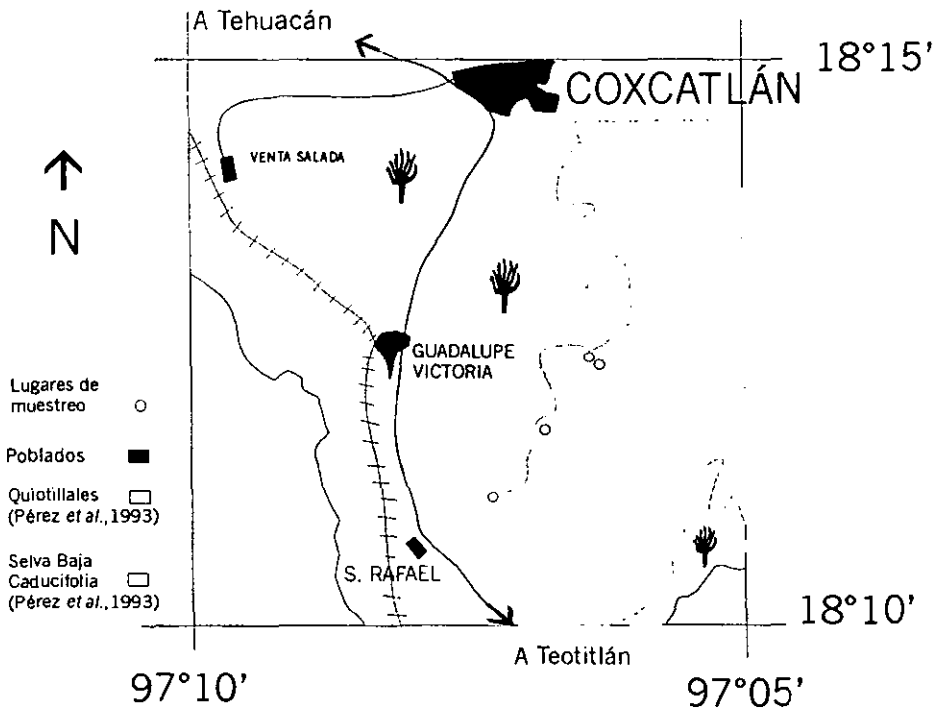 A Tehuacán
18°15'
COXCATLÁN
VENTA SALADA
N
GUADALUPE
VICTORIA
Lugares de
muestreo
Poblados
Quiotillales
(Pérez et al., 1993)
Selva Baja
Caducifolia
(Pérez et al., 1993)
S. RAFAEL
18°10'
A Teotitlán
97°10'
97°05'